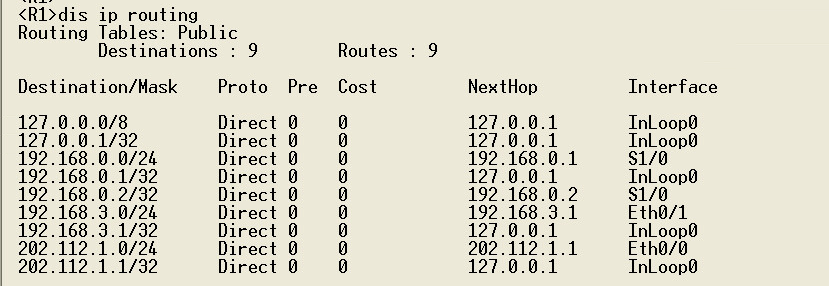 <R1>dis ip routing
Routing Tables: Public
Destinations : 9 Routes : 9
Destination/Mask Proto Pre Cost NextHop Interface
127.0.0.0/8 Direct 0 0 127.0.0.1 InLoop0
127.0.0.1/32 Direct 0 0 127.0.0.1 InLoop0
192.168.0.0/24 Direct 0 0 192.168.0.1 S1/0
192.168.0.1/32 Direct 0 0 127.0.0.1 InLoop0
192.168.0.2/32 Direct 0 0 192.168.0.2 S1/0
192.168.3.0/24 Direct 0 0 192.168.3.1 Eth0/1
192.168.3.1/32 Direct 0 0 127.0.0.1 InLoop0
202.112.1.0/24 Direct 0 0 202.112.1.1 Eth0/0
202.112.1.1/32 Direct 0 0 127.0.0.1 InLoop0